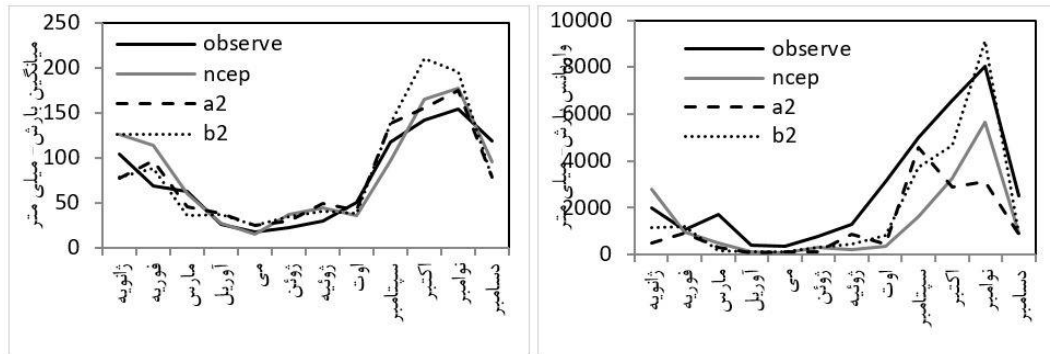 میانگین بارش- میلی متر
250
200
150
100
50
0
observe
ncep
a2
b2
ژانویه
فوریه
مارس
آوریل
می
ژوئن
ژوئیه
اوت
سپتامبر
اکتبر
نوامبر
دسامبر
واریانس بارش- میلی متر
10000
8000
6000
4000
2000
0
observe
ncep
a2
b2
ژانویه
فوریه
مارس
آوریل
می
ژوئن
ژوئیه
اوت
سپتامبر
اکتبر
نوامبر
دسامبر